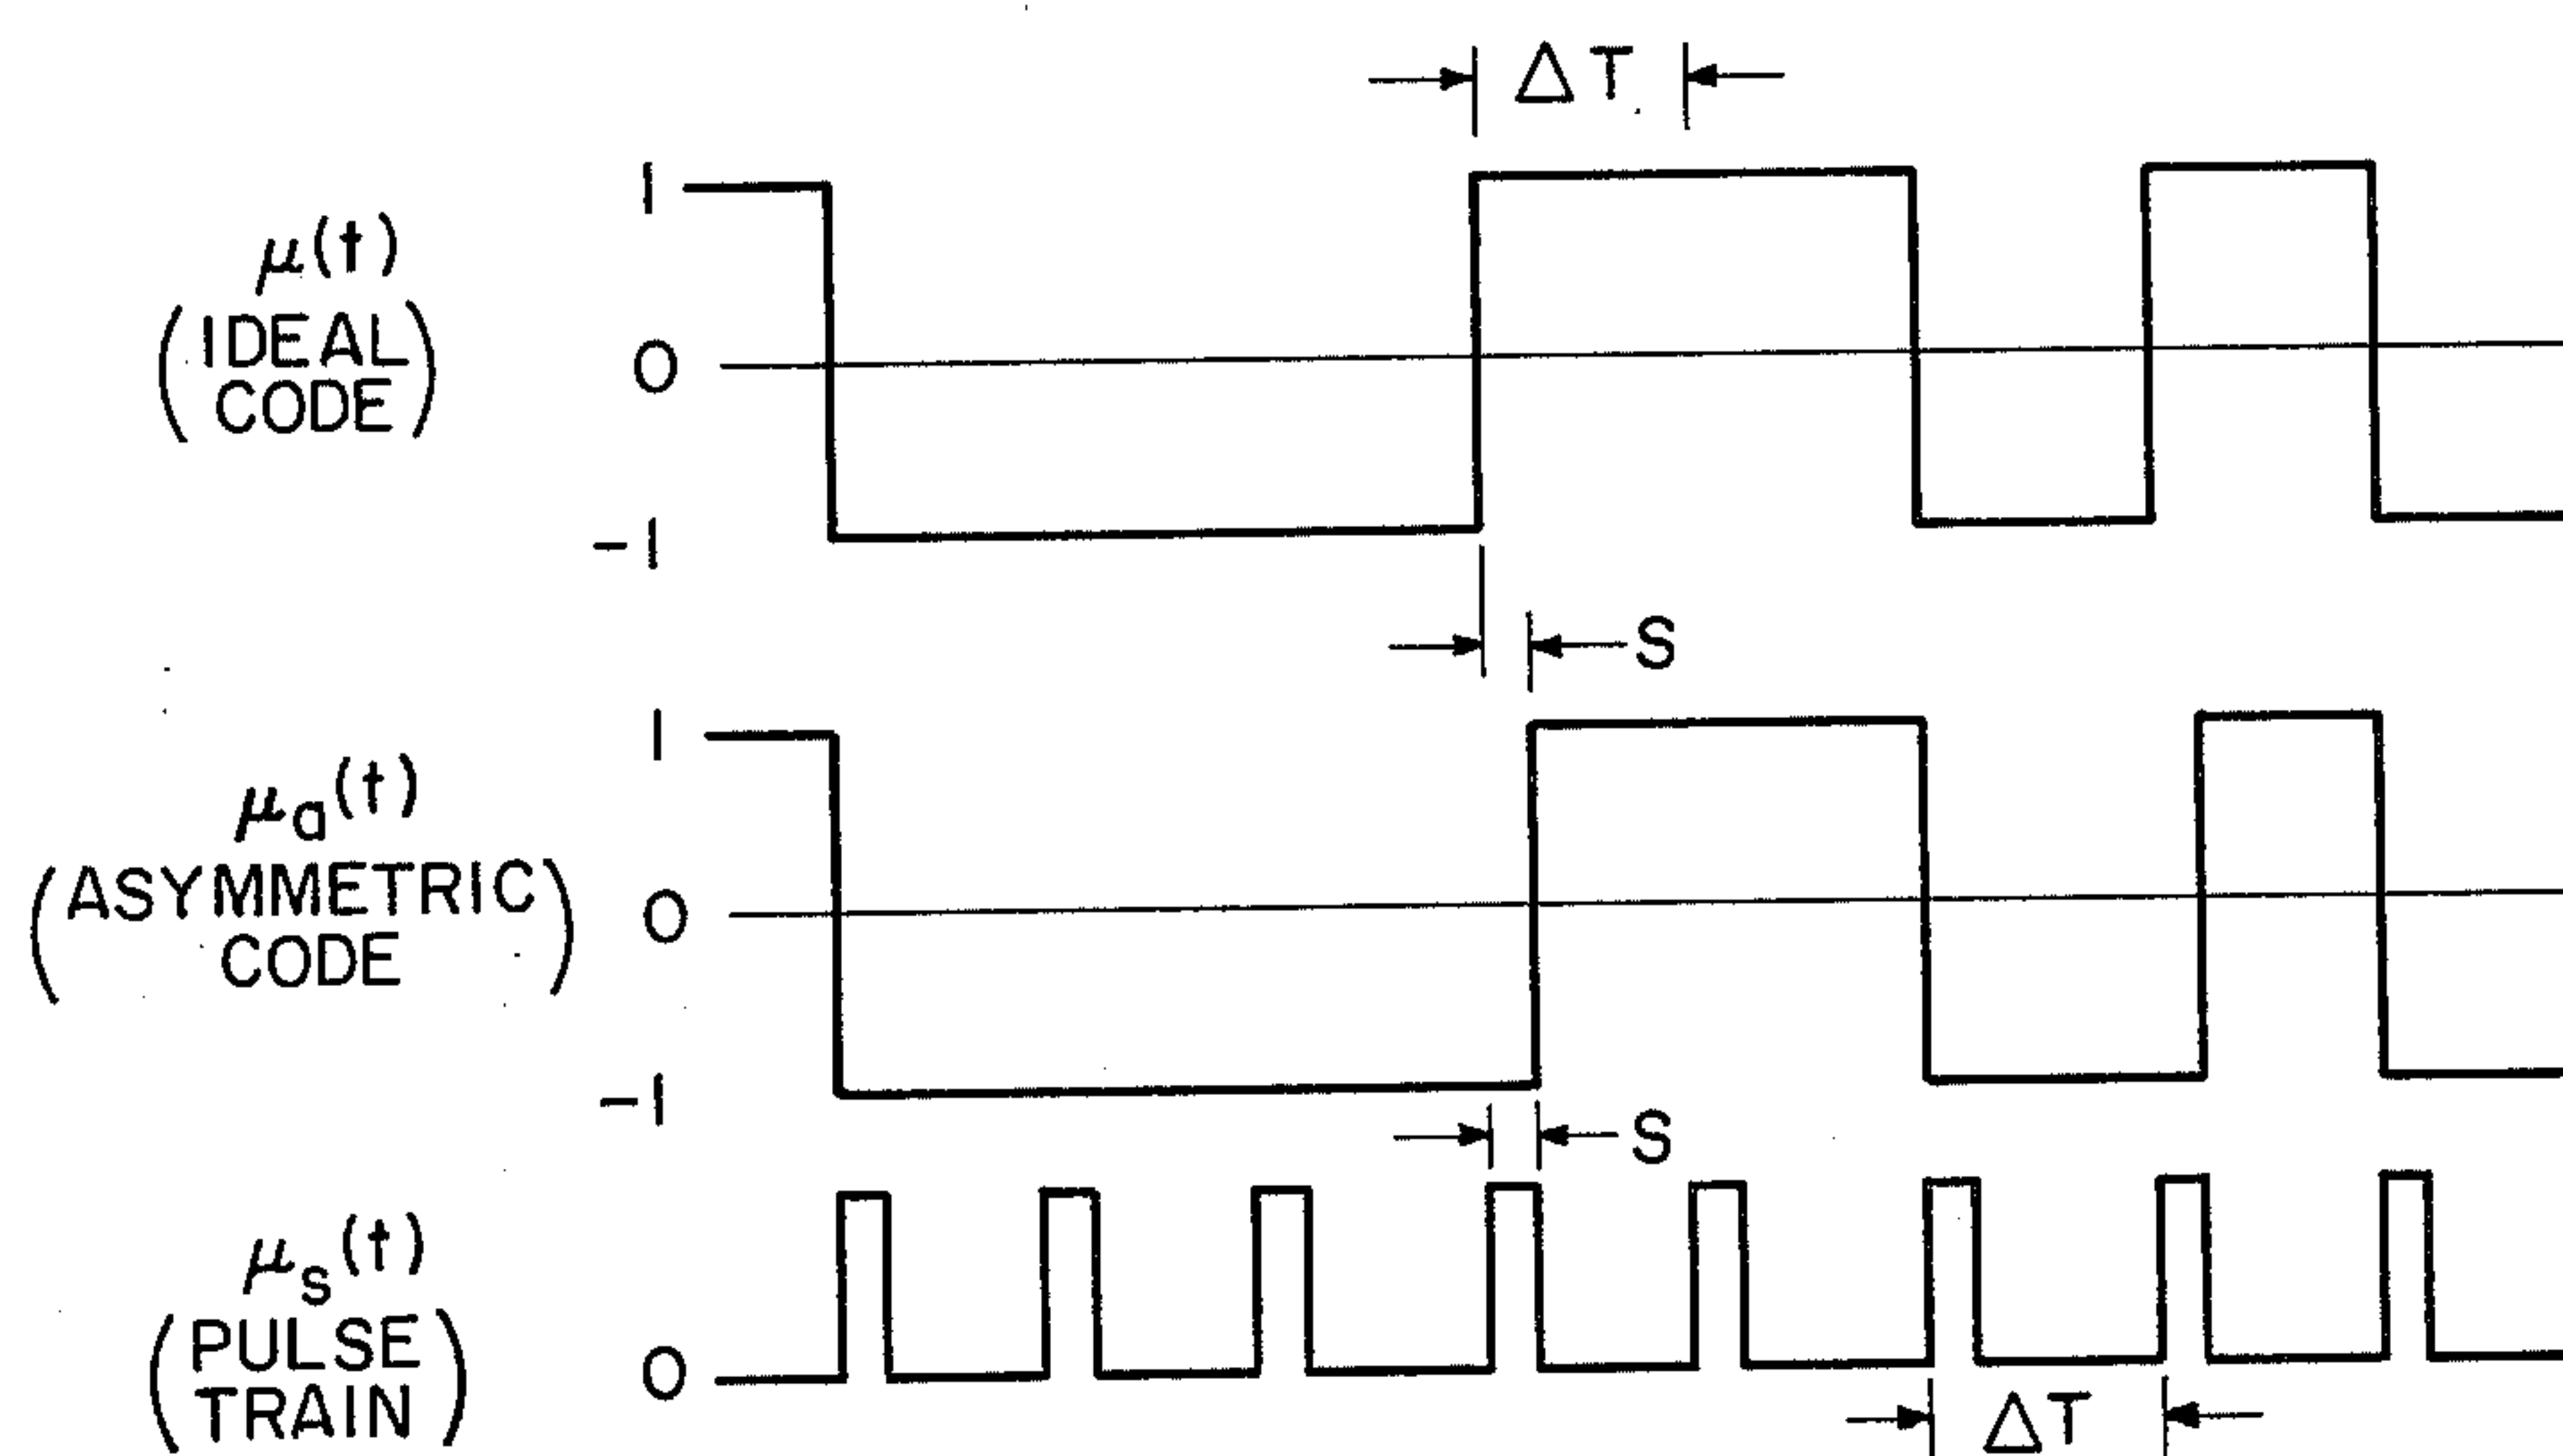 ΔT
1
μ(t)
(IDEAL
CODE)
0
-1
S
1
μa(t)
(ASYMMETRIC
CODE)
0
-1
S
μs(t)
(PULSE
TRAIN)
0
ΔT